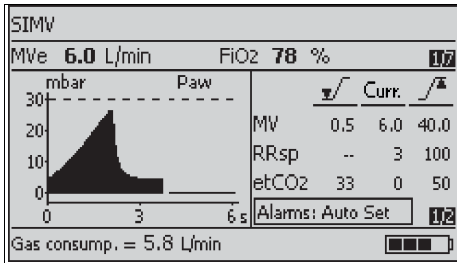 SIMV
MVe 6.0 L/min FiO2 78 % 1/7
mbar Paw
30
20
10
0
0 3 6 s
Curr.
MV 0.5 6.0 40.0
RRsp -- 3 100
etCO2 33 0 50
Alarms: Auto Set 1/2
Gas consump. = 5.8 L/min